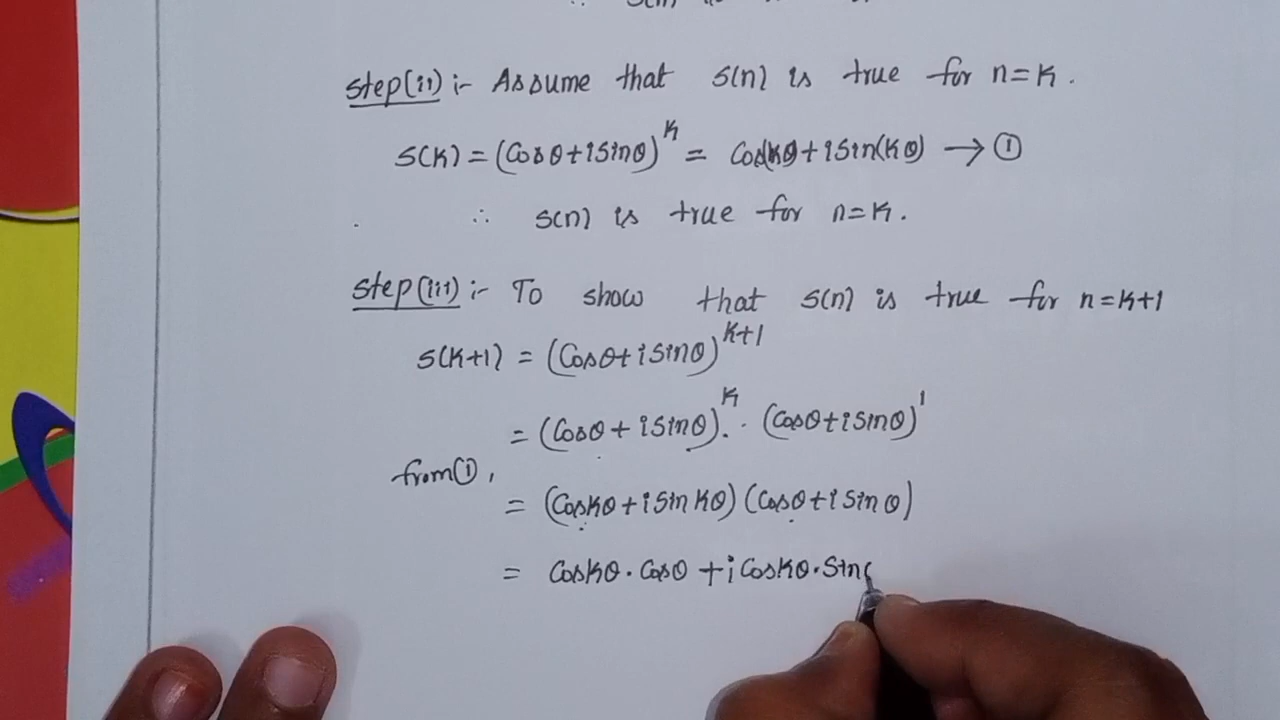 Step(ii) :- Assume that S(n) is true for n=K.
S(K) = (Cosθ+isinθ)^K = Cos(Kθ)+isin(Kθ) → ①
∴ S(n) is true for n=K.
Step(iii) :- To show that S(n) is true for n=K+1
S(K+1) = (Cosθ+isinθ)^K+1
= (Cosθ+isinθ)^K . (Cosθ+isinθ)^1
from①,
= (CosKθ+isinKθ)(Cosθ+isinθ)
= CosKθ.Cosθ +iCosKθ.Sin